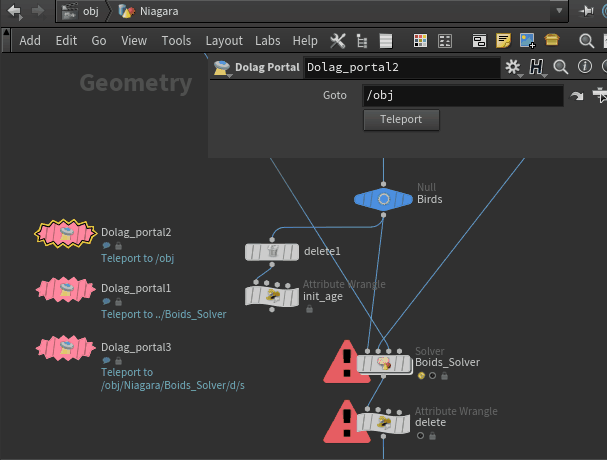 obj
Niagara
Add Edit Go View Tools Layout Labs Help
Geometry
Dolag Portal Dolag_portal2
Goto /obj
Teleport
Null
Birds
Dolag_portal2
Teleport to /obj
delete1
Dolag_portal1
Teleport to ../Boids_Solver
Attribute Wrangle
init_age
Dolag_portal3
Teleport to
/obj/Niagara/Boids_Solver/d/s
Solver
Boids_Solver
Attribute Wrangle
delete